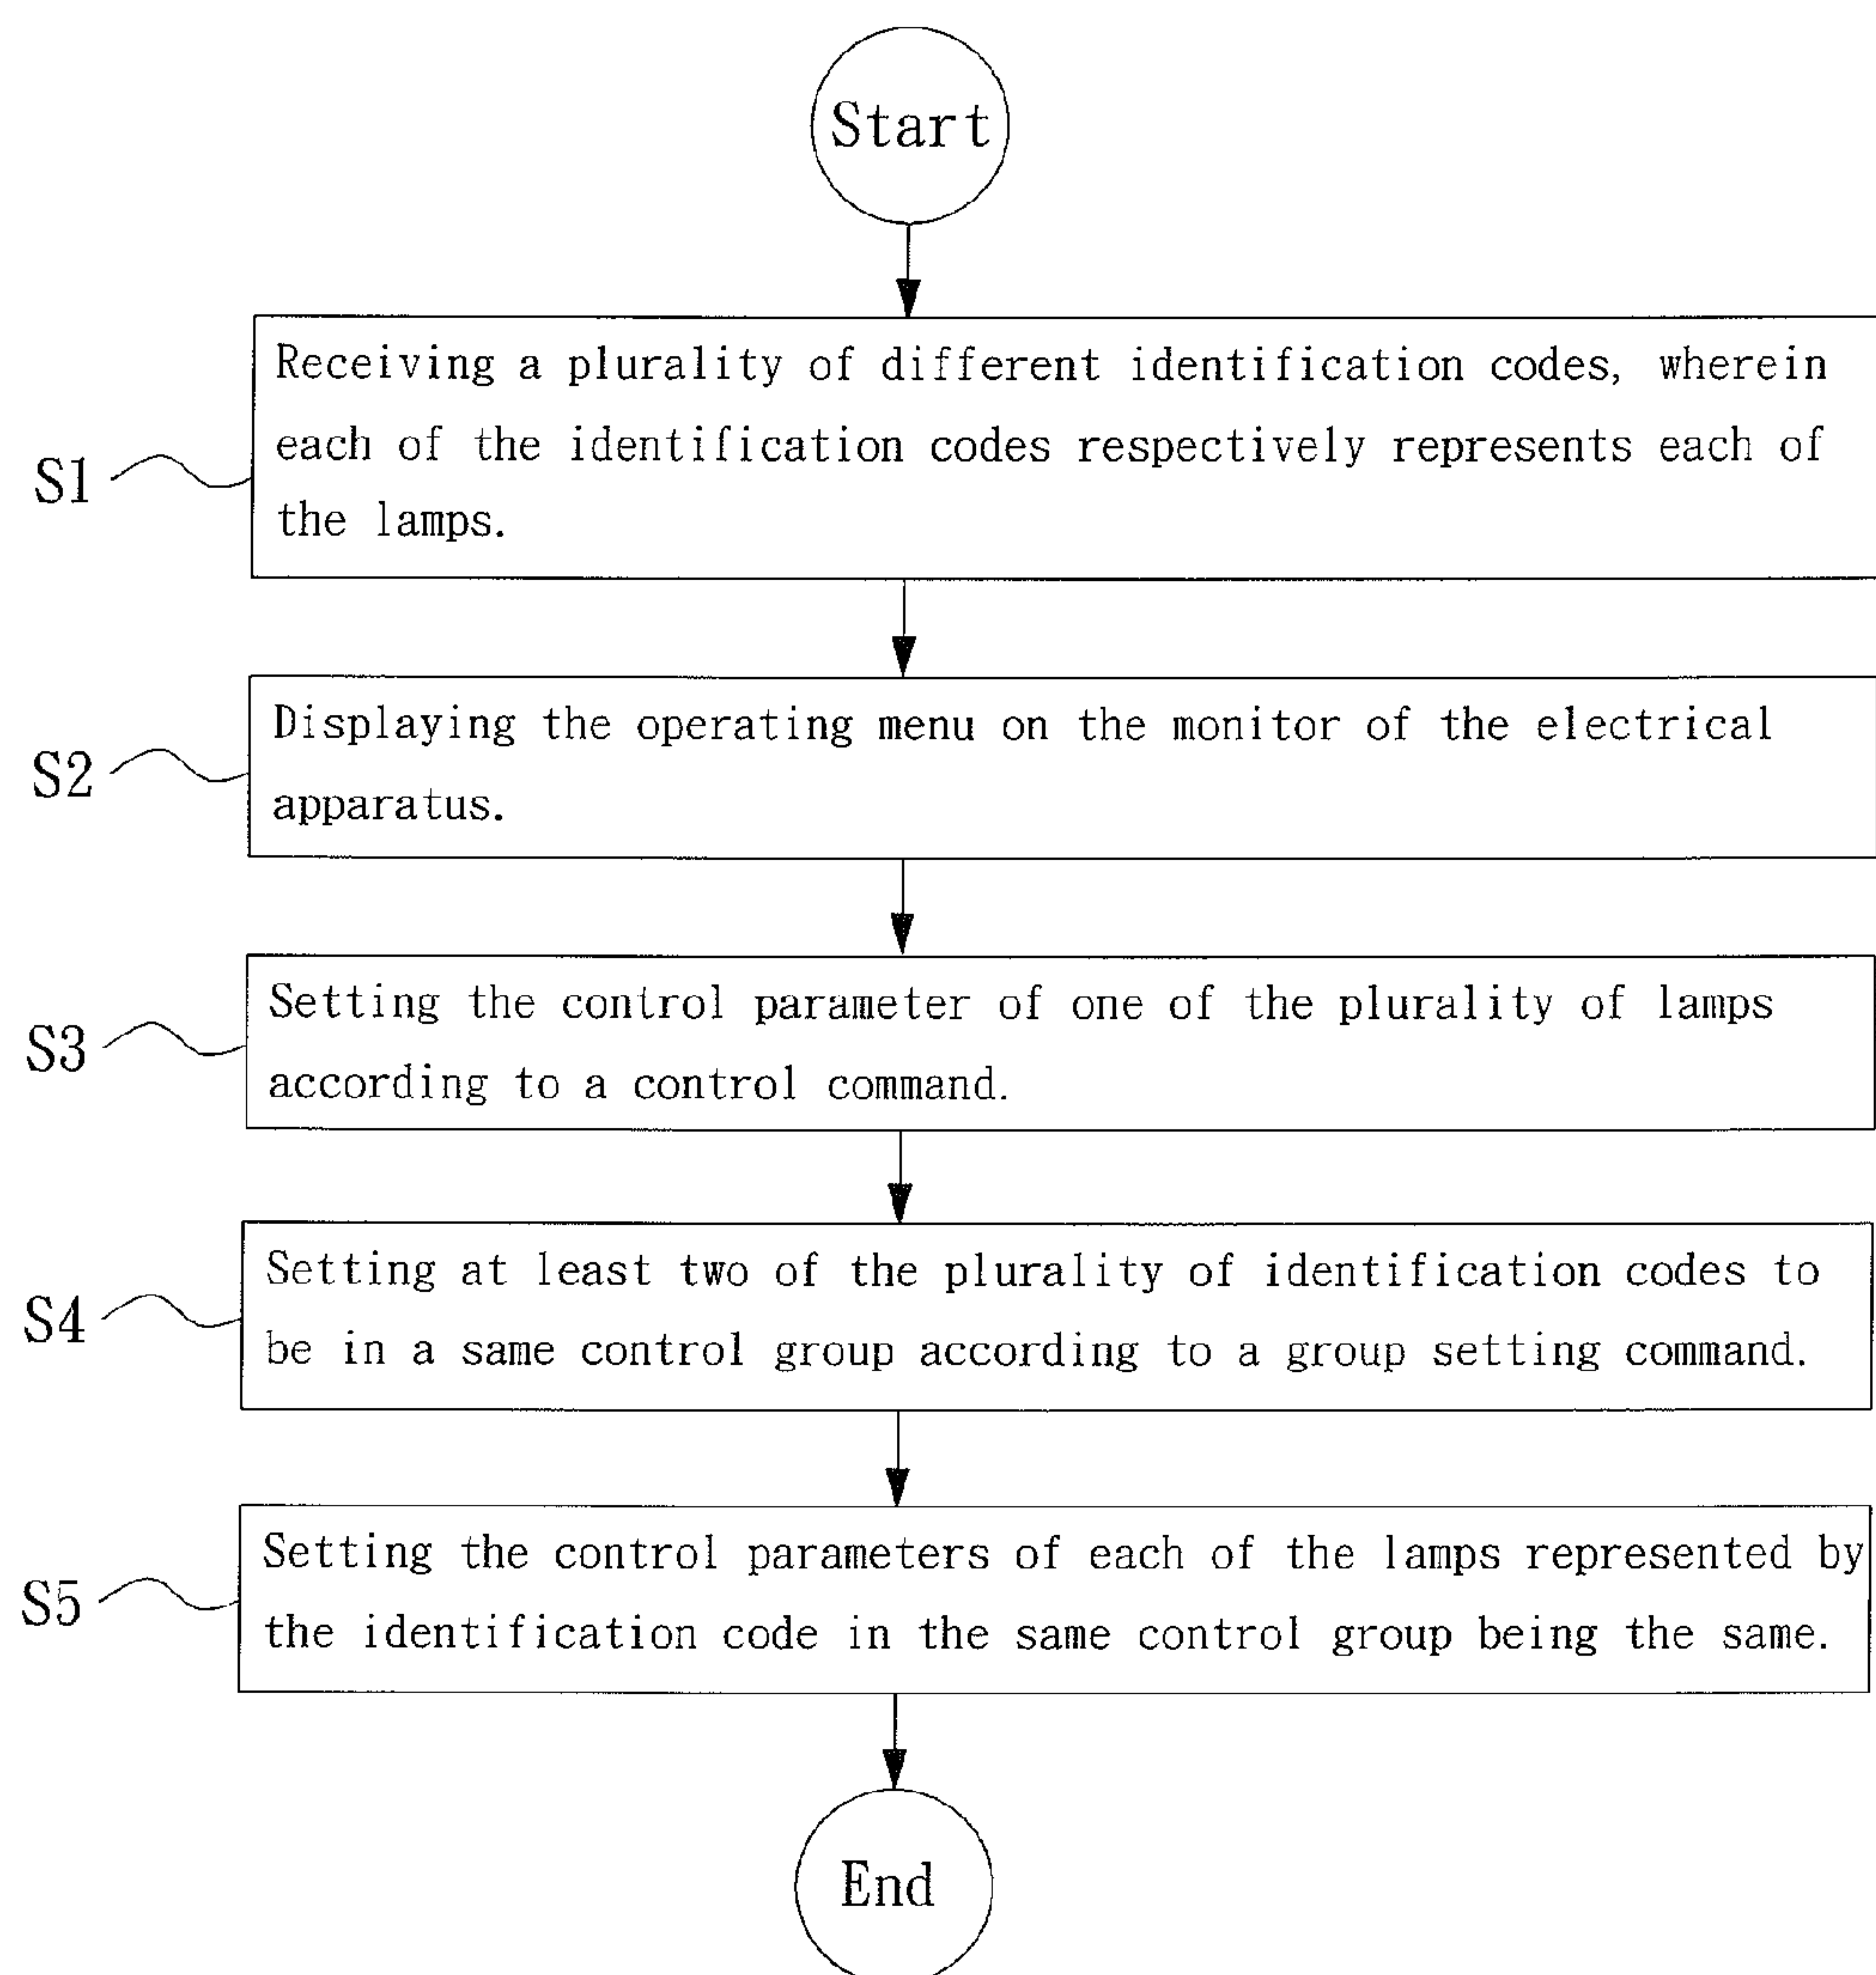 Start
Receiving a plurality of different identification codes, wherein
each of the identification codes respectively represents each of
S1
the lamps.
Displaying the operating menu on the monitor of the electrical
S2
apparatus.
Setting the control parameter of one of the plurality of lamps
S3
according to a control command.
Setting at least two of the plurality of identification codes to
S4
be in a same control group according to a group setting command.
Setting the control parameters of each of the lamps represented by
S5
the identification code in the same control group being the same.
End